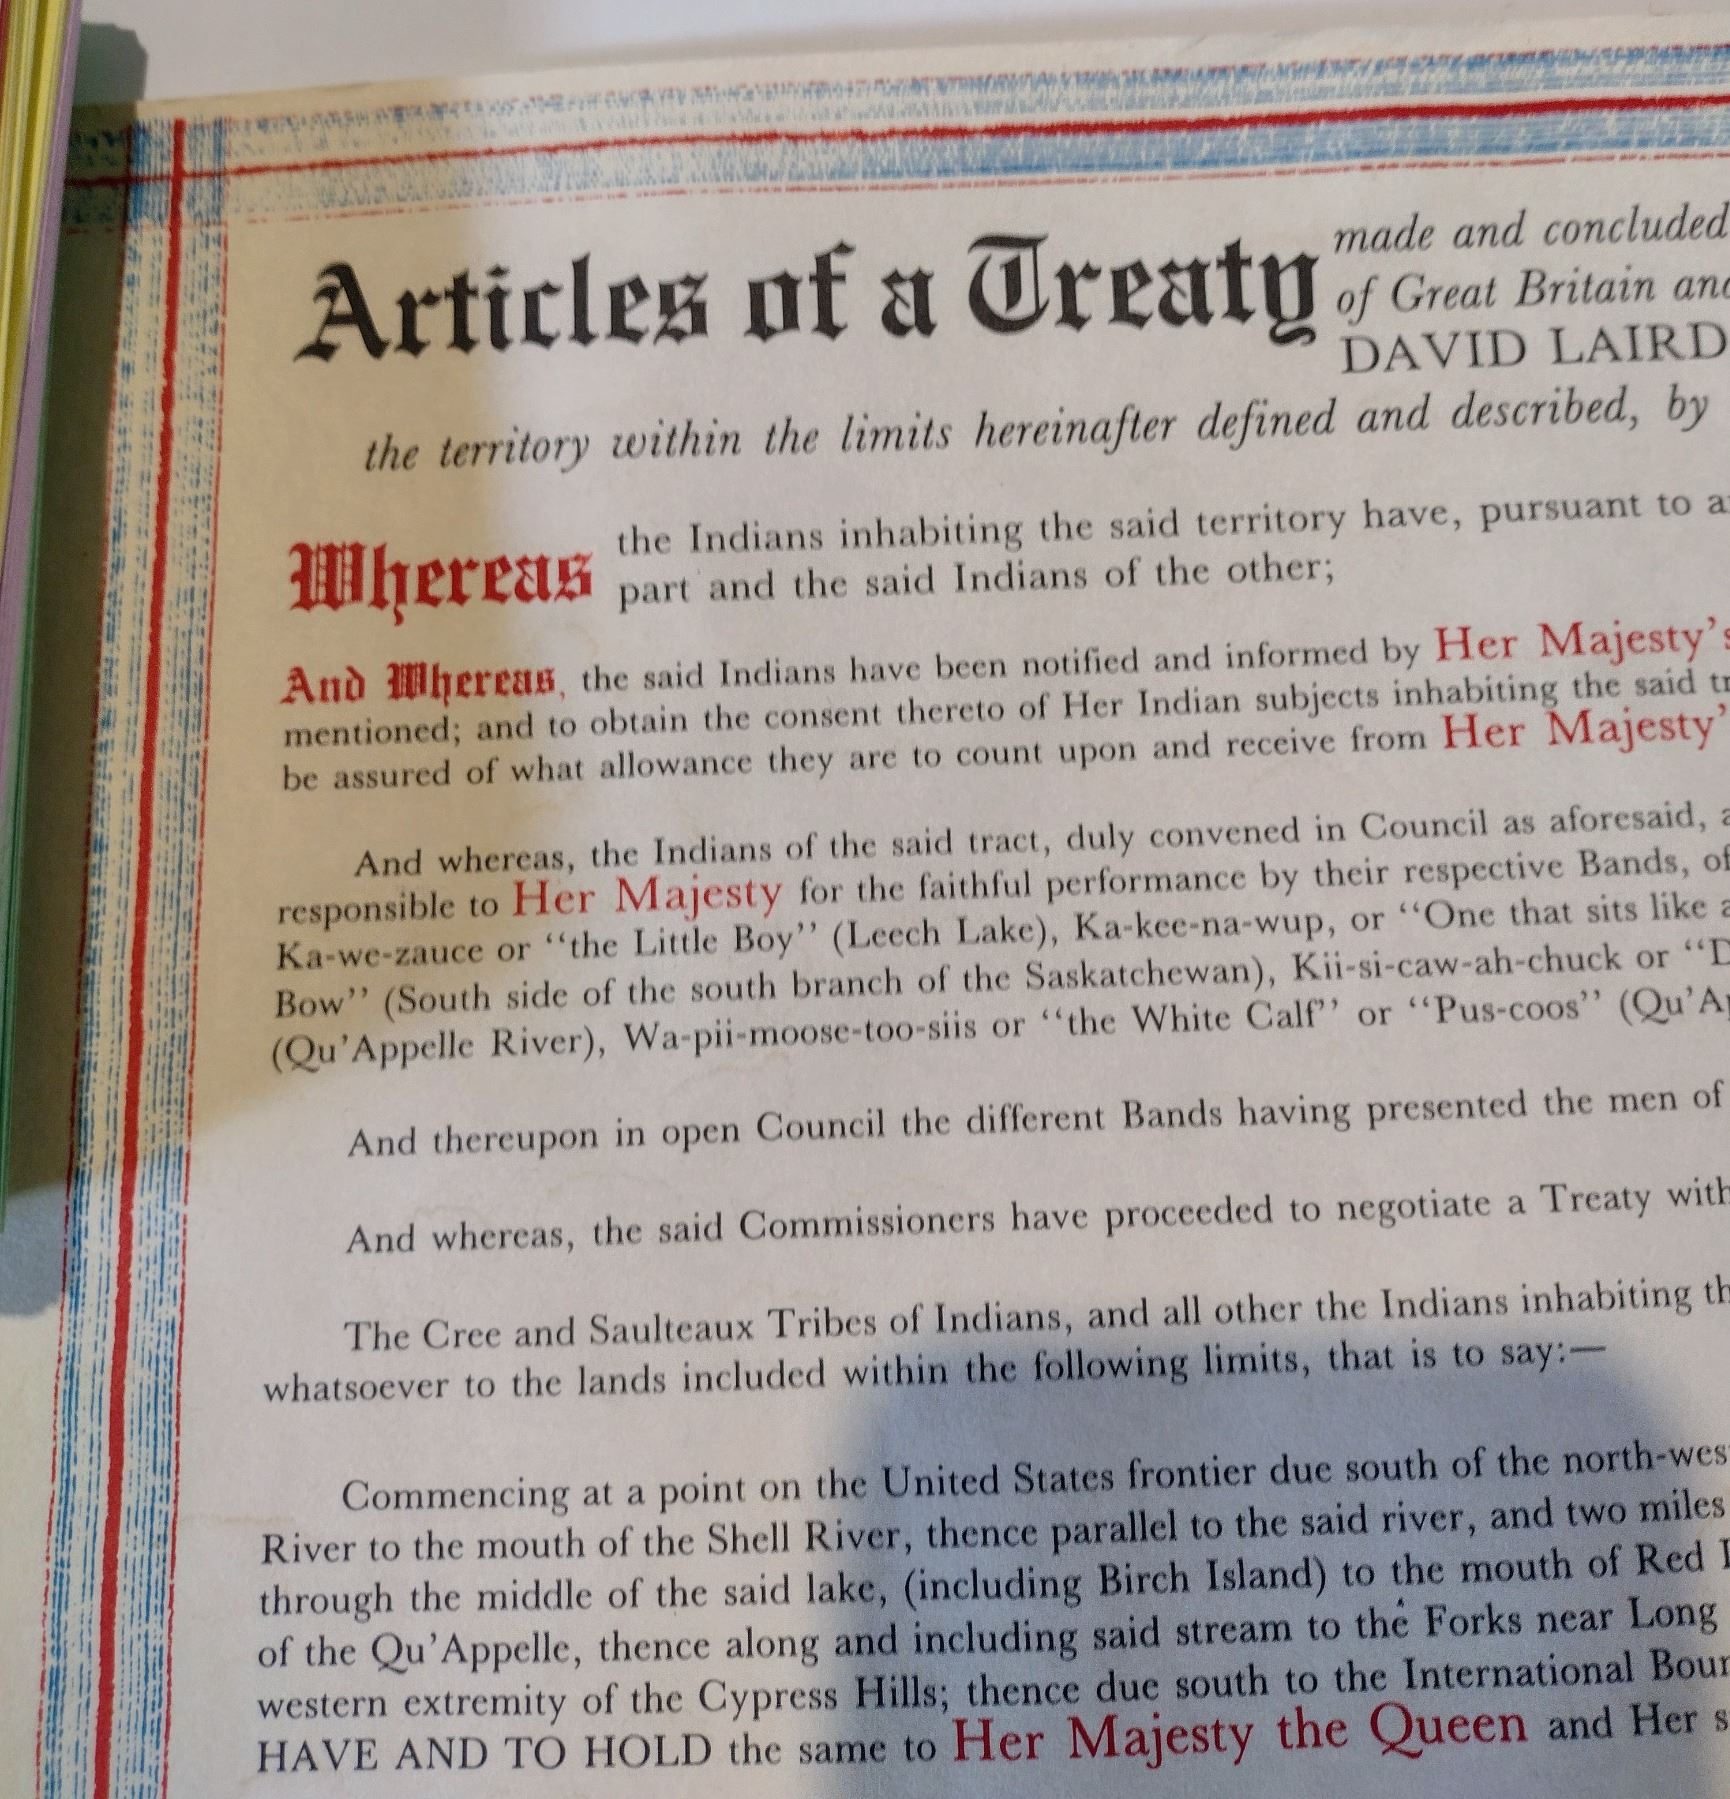 Articles of a Treaty made and concluded
of Great Britain and
DAVID LAIRD
the territory within the limits hereinafter defined and described, by
Whereas the Indians inhabiting the said territory have, pursuant to
part and the said Indians of the other;
And Whereas, the said Indians have been notified and informed by Her Majesty's
mentioned; and to obtain the consent thereto of Her Indian subjects inhabiting the said
be assured of what allowance they are to count upon and receive from Her Majesty'
And whereas, the Indians of the said tract, duly convened in Council as aforesaid,
responsible to Her Majesty for the faithful performance by their respective Bands, of
Ka-we-zauce or "the Little Boy" (Leech Lake), Ka-kee-na-wup, or "One that sits like a
Bow" (South side of the south branch of the Saskatchewan), Kii-si-caw-ah-chuck or
(Qu'Appelle River), Wa-pii-moose-too-siis or "the White Calf" or "Pus-coos"
And thereupon in open Council the different Bands having presented the men of
And whereas, the said Commissioners have proceeded to negotiate a Treaty with
The Cree and Saulteaux Tribes of Indians, and all other the Indians inhabiting
whatsoever to the lands included within the following limits, that is to say:—
Commencing at a point on the United States frontier due south of the north-wes
River to the mouth of the Shell River, thence parallel to the said river, and two miles
through the middle of the said lake, (including Birch Island) to the mouth of Red
of the Qu'Appelle, thence along and including said stream to the Forks near Long
western extremity of the Cypress Hills; thence due south to the International Bour
HAVE AND TO HOLD the same to Her Majesty the Queen and Her